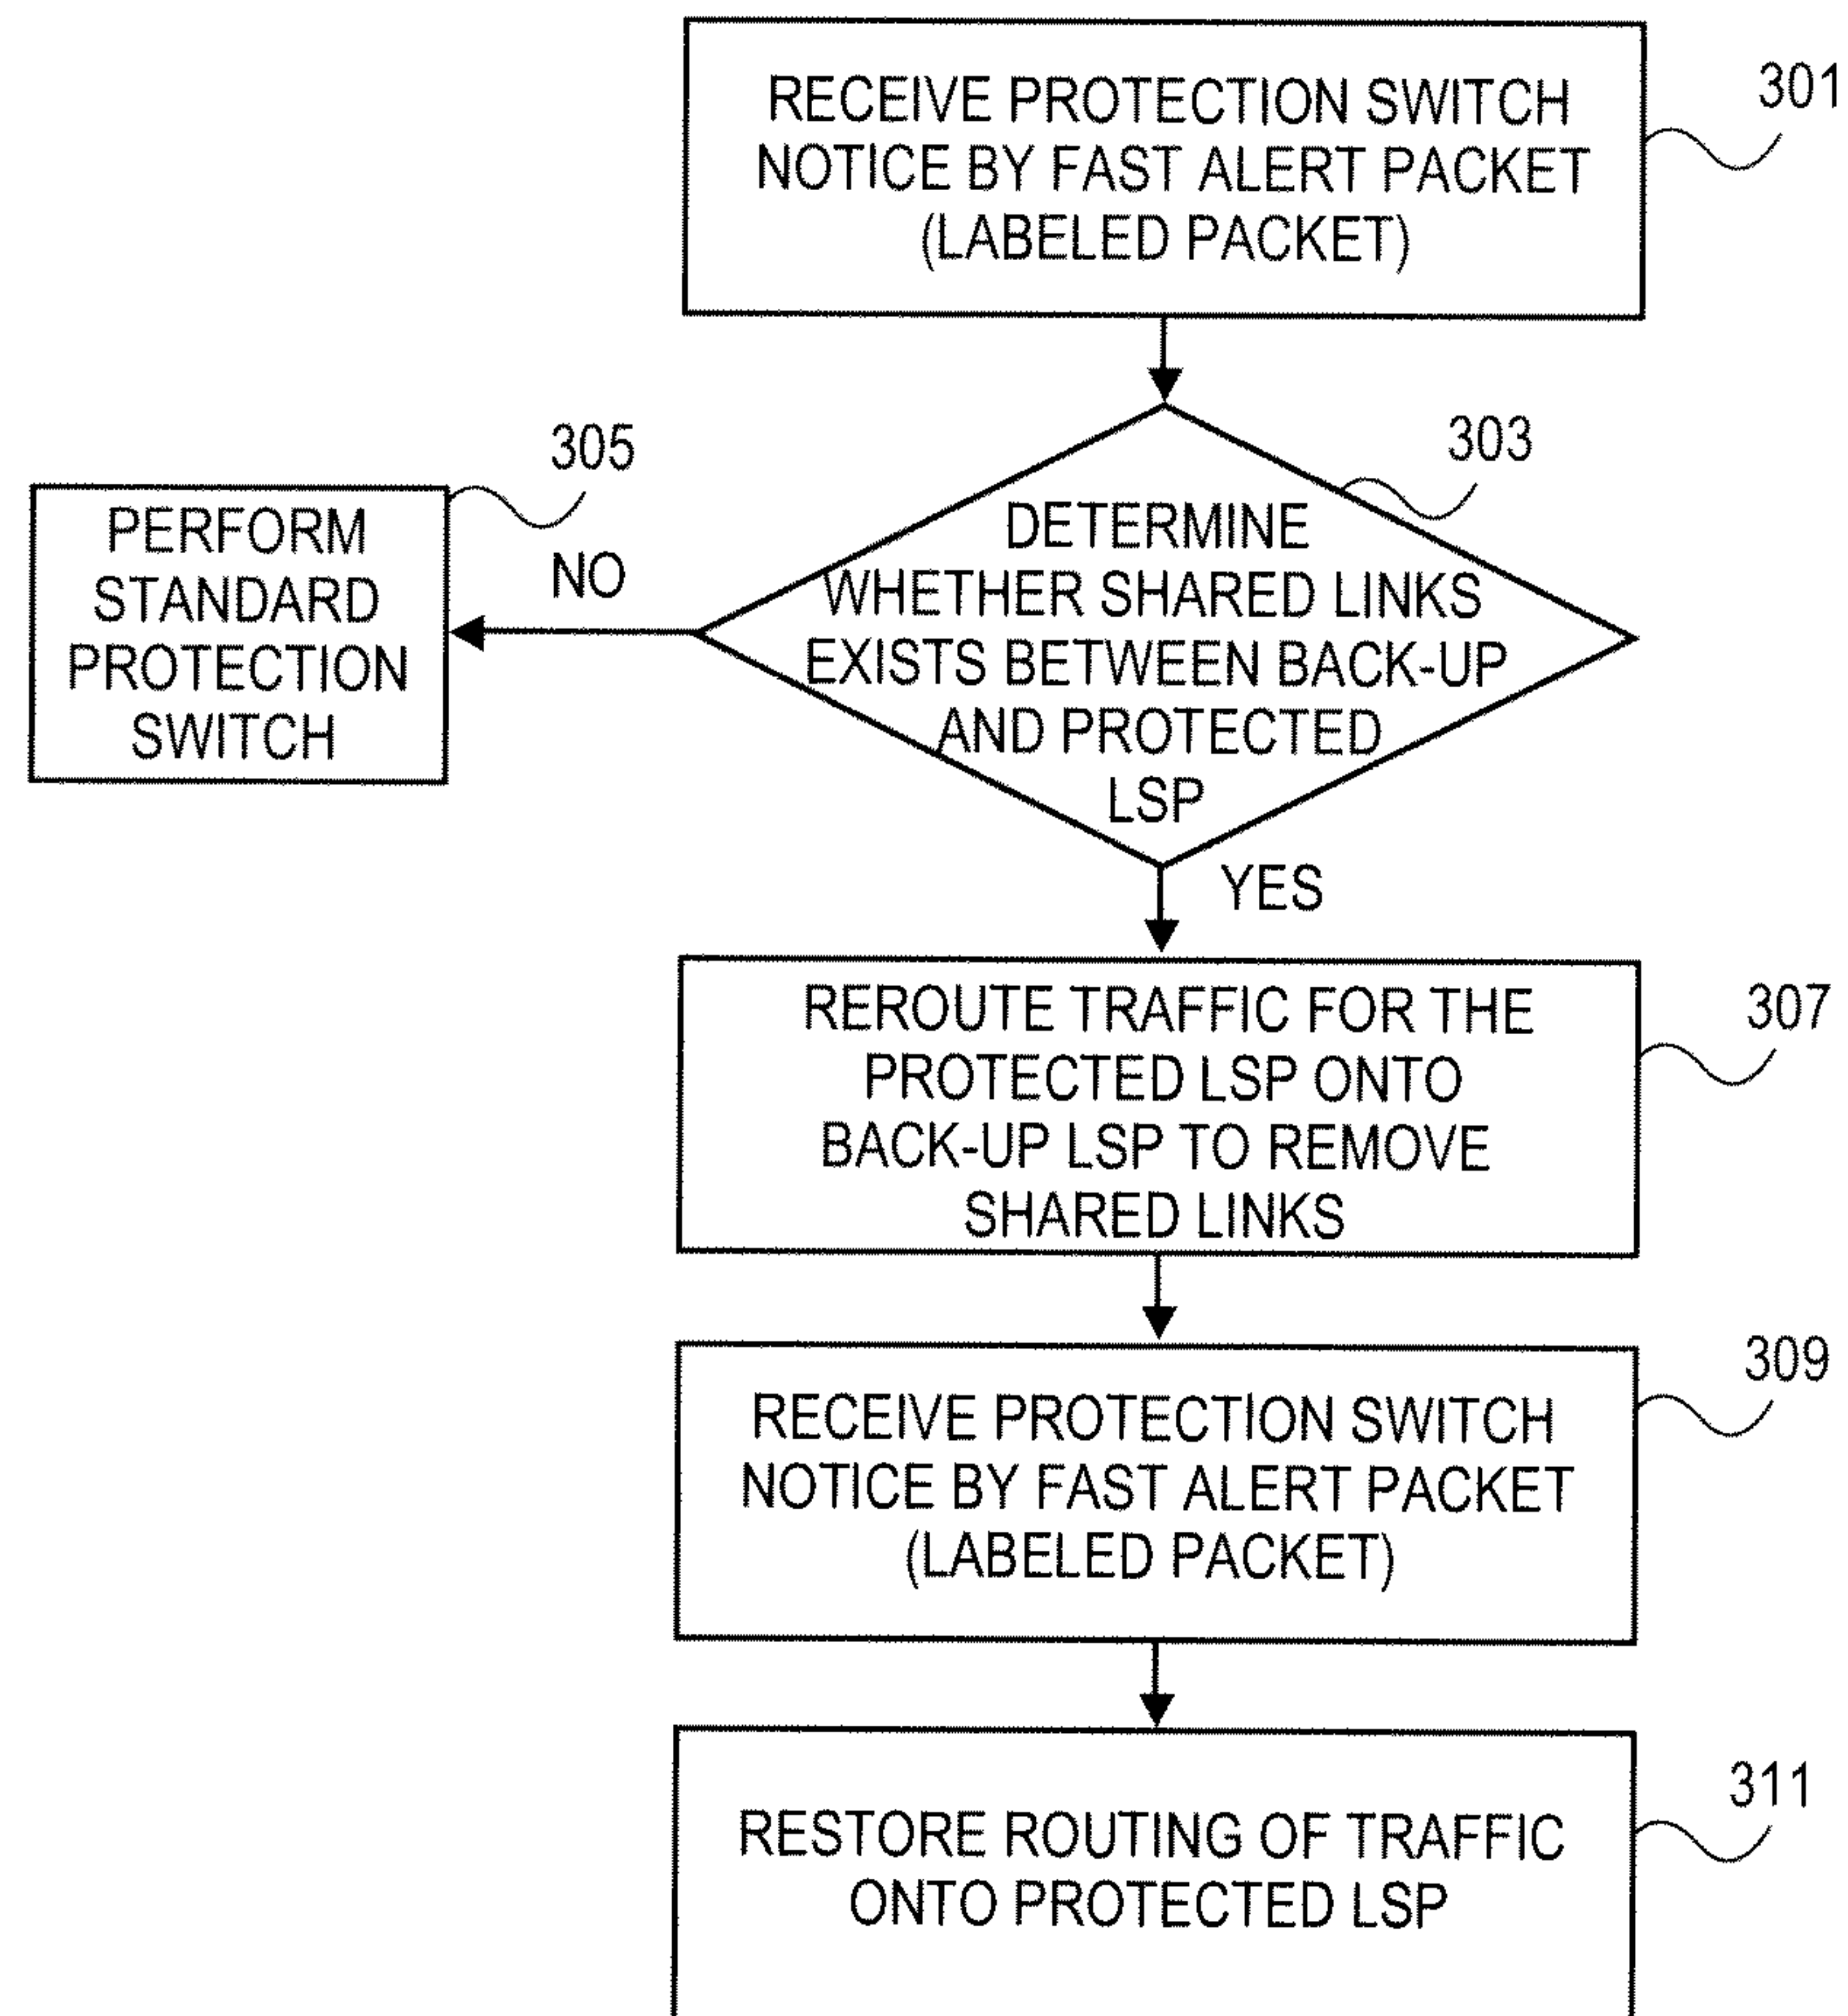 RECEIVE PROTECTION SWITCH
NOTICE BY FAST ALERT PACKET
(LABELED PACKET)
301
303
DETERMINE
WHETHER SHARED LINKS
EXISTS BETWEEN BACK-UP
AND PROTECTED
LSP
305
PERFORM
STANDARD
PROTECTION
SWITCH
NO
YES
REROUTE TRAFFIC FOR THE
PROTECTED LSP ONTO
BACK-UP LSP TO REMOVE
SHARED LINKS
307
RECEIVE PROTECTION SWITCH
NOTICE BY FAST ALERT PACKET
(LABELED PACKET)
309
RESTORE ROUTING OF TRAFFIC
ONTO PROTECTED LSP
311